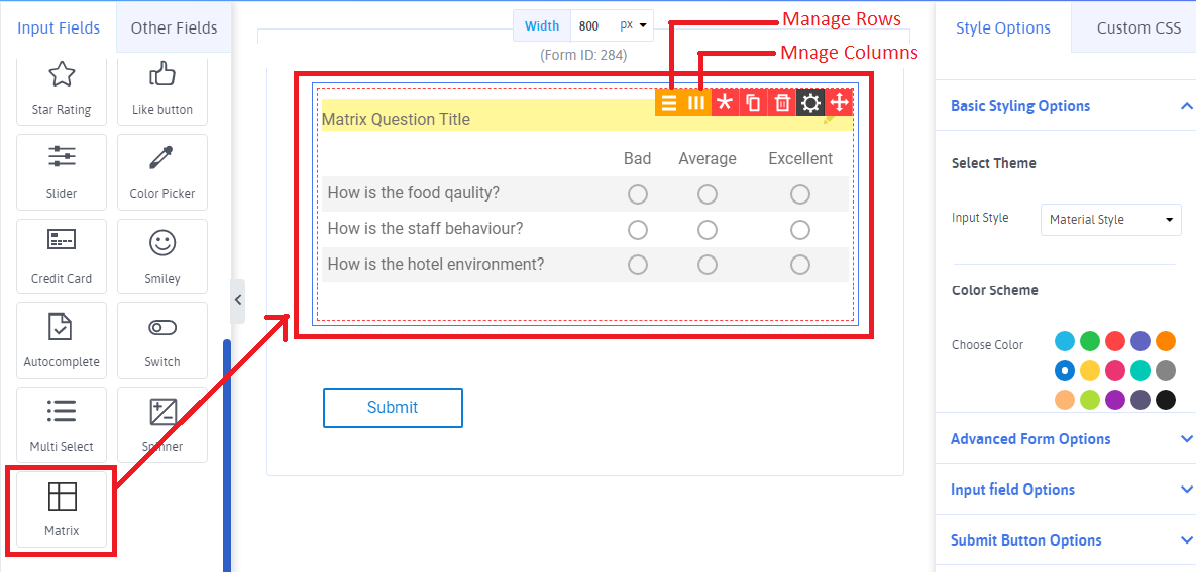 Input Fields
Other Fields
Star Rating
Like button
Slider
Color Picker
Credit Card
Smiley
Autocomplete
Switch
Multi Select
Spinner
Matrix
Width 800 px
(Form ID: 284)
Manage Rows
Mnage Columns
Matrix Question Title
Bad Average Excellent
How is the food qaulity?
How is the staff behaviour?
How is the hotel environment?
Submit
Style Options
Custom CSS
Basic Styling Options
Select Theme
Input Style Material Style
Color Scheme
Choose Color
Advanced Form Options
Input field Options
Submit Button Options